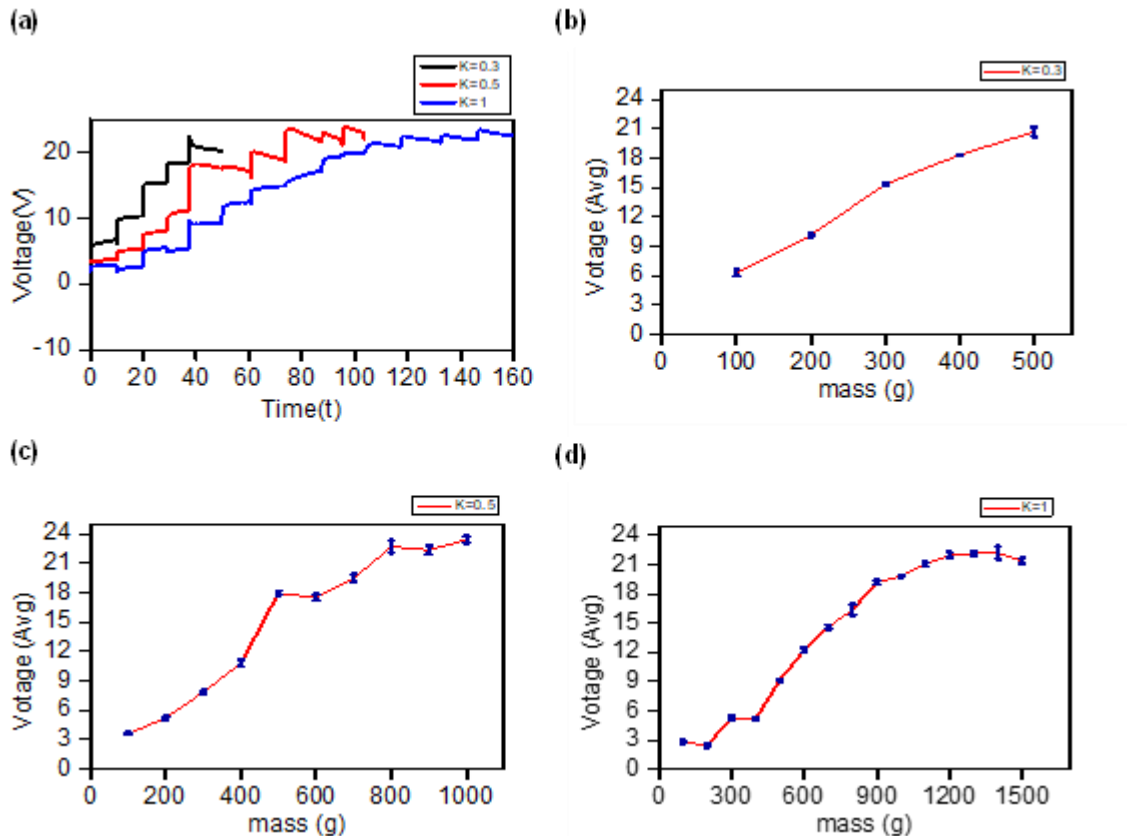 (a)
K=0.3
K=0.5
K=1
Voltage(V)
20
10
0
-10
0 20 40 60 80 100 120 140 160
Time(t)
(b)
K=0.3
Votage (Avg)
24
21
18
15
12
9
6
3
0
0 100 200 300 400 500
mass (g)
(c)
K=0.5
Votage (Avg)
24
21
18
15
12
9
6
3
0
0 200 400 600 800 1000
mass (g)
(d)
K=1
Votage (Avg)
24
21
18
15
12
9
6
3
0
0 300 600 900 1200 1500
mass (g)